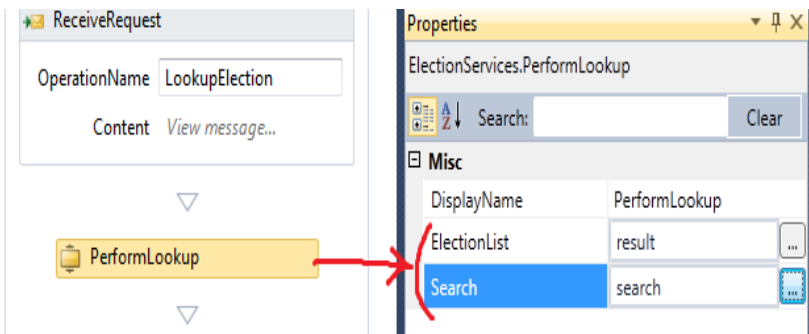 ReceiveRequest
OperationName LookupElection
Content View message...
PerformLookup
Properties
ElectionServices.PerformLookup
A Z Search: Clear
Misc
DisplayName PerformLookup
ElectionList result ...
Search search ...